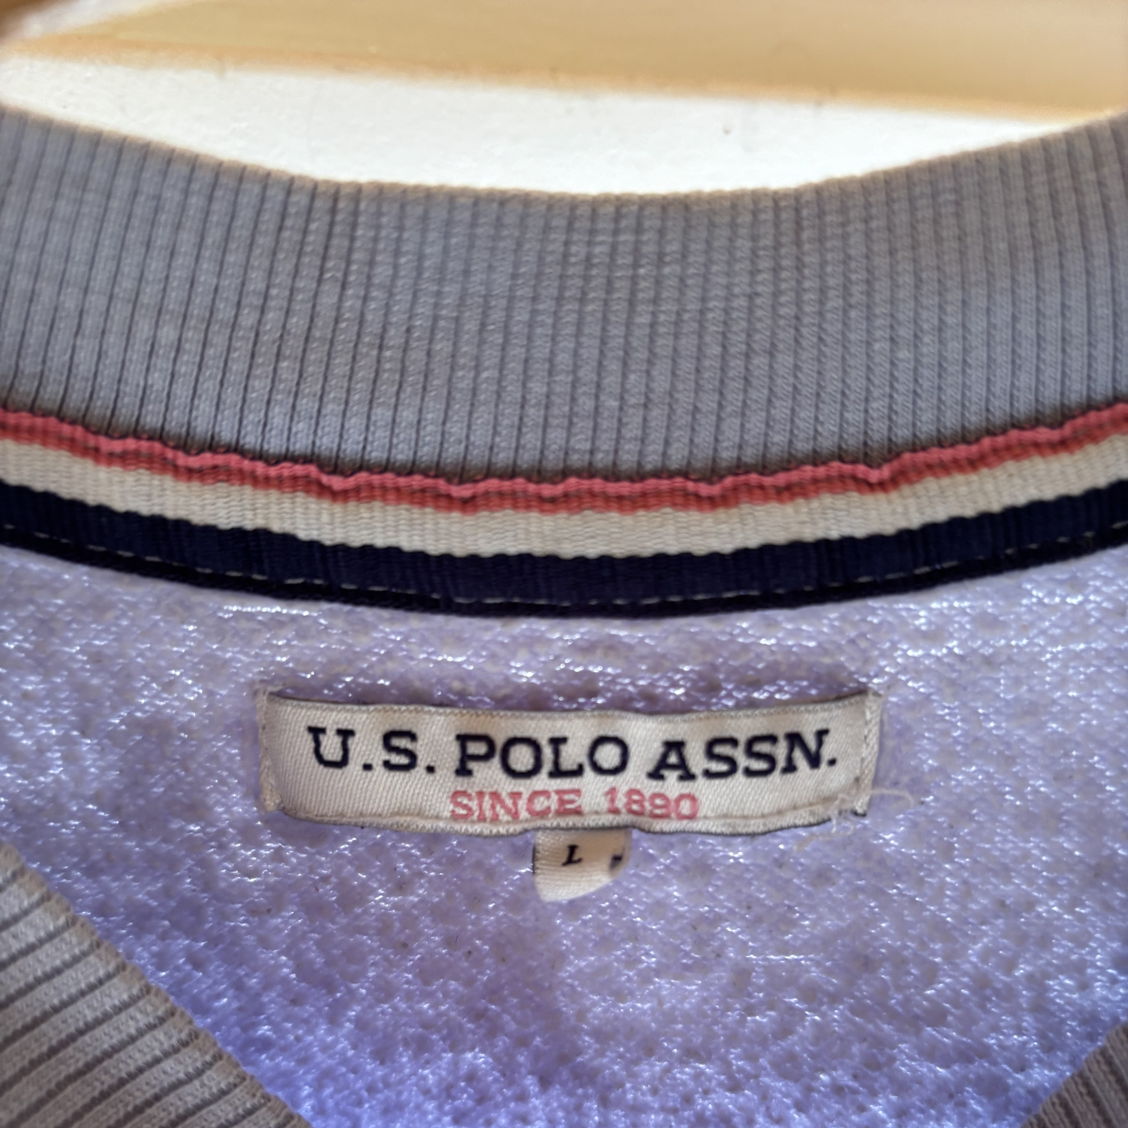 U.S. POLO ASSN.
SINCE 1890
L